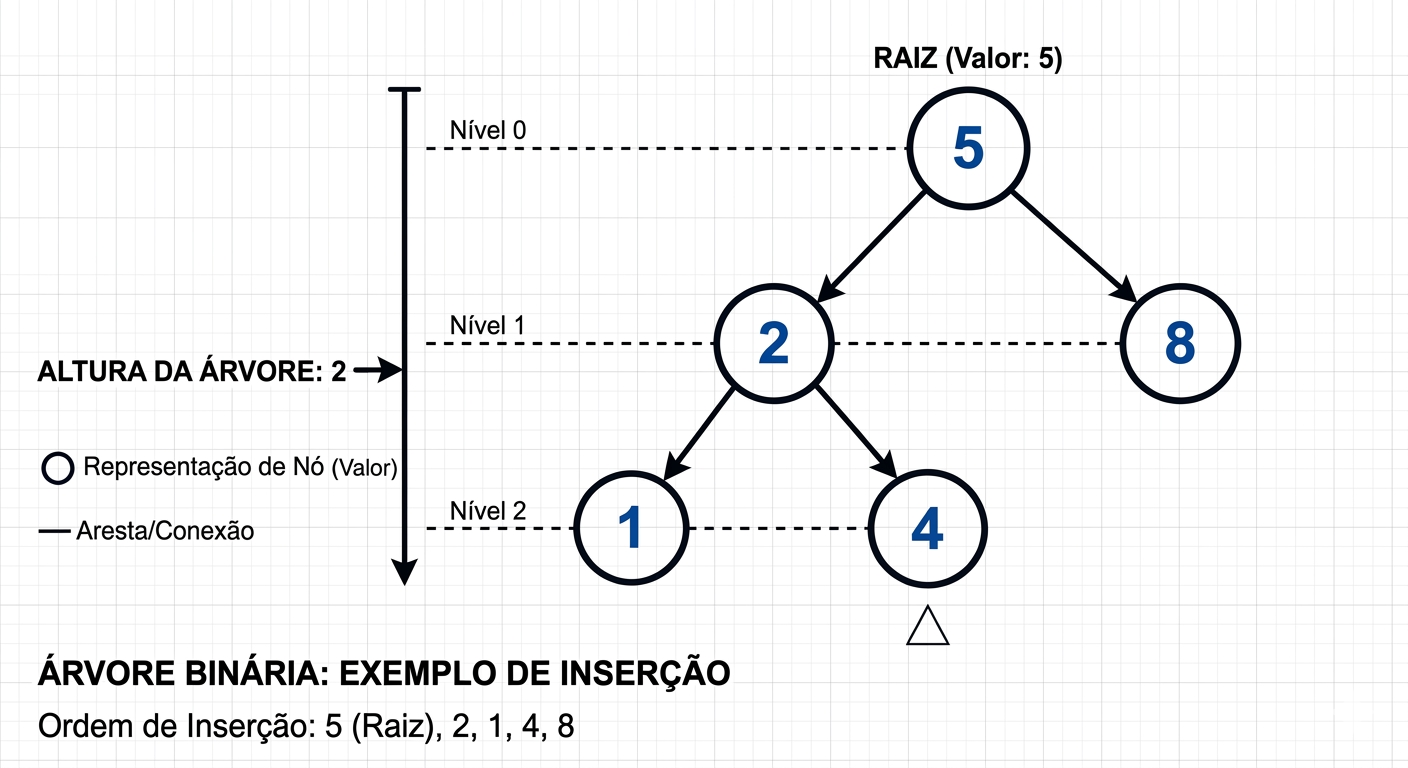 RAIZ (Valor: 5)
Nível 0
5
Nível 1
2
8
ALTURA DA ÁRVORE: 2
Representação de Nó (Valor)
Nível 2
1
4
Aresta/Conexão
ÁRVORE BINÁRIA: EXEMPLO DE INSERÇÃO
Ordem de Inserção: 5 (Raiz), 2, 1, 4, 8